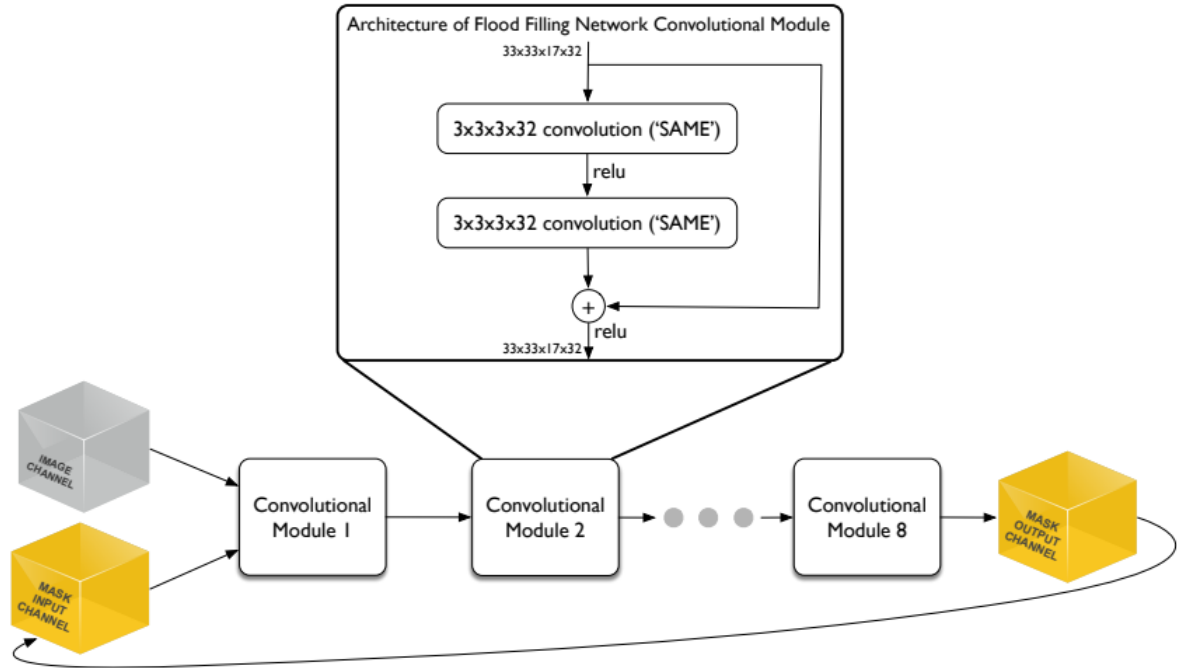 Architecture of Flood Filling Network Convolutional Module
33x33x17x32
3x3x3x32 convolution ('SAME')
relu
3x3x3x32 convolution ('SAME')
+
relu
33x33x17x32
IMAGE
CHANNEL
MASK
INPUT
CHANNEL
Convolutional
Module 1
Convolutional
Module 2
Convolutional
Module 8
MASK
OUTPUT
CHANNEL